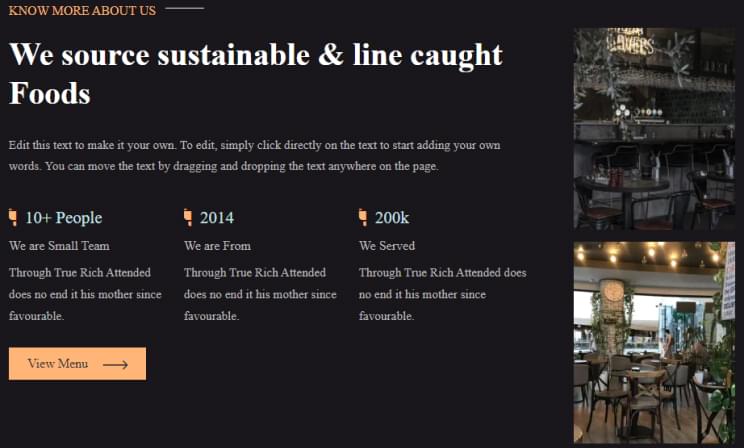 KNOW MORE ABOUT US
We source sustainable & line caught
Foods
Edit this text to make it your own. To edit, simply click directly on the text to start adding your own
words. You can move the text by dragging and dropping the text anywhere on the page.
10+ People
We are Small Team
Through True Rich Attended
does no end it his mother since
favourable.
2014
We are From
Through True Rich Attended
does no end it his mother since
favourable.
200k
We Served
Through True Rich Attended does
no end it his mother since
favourable.
View Menu